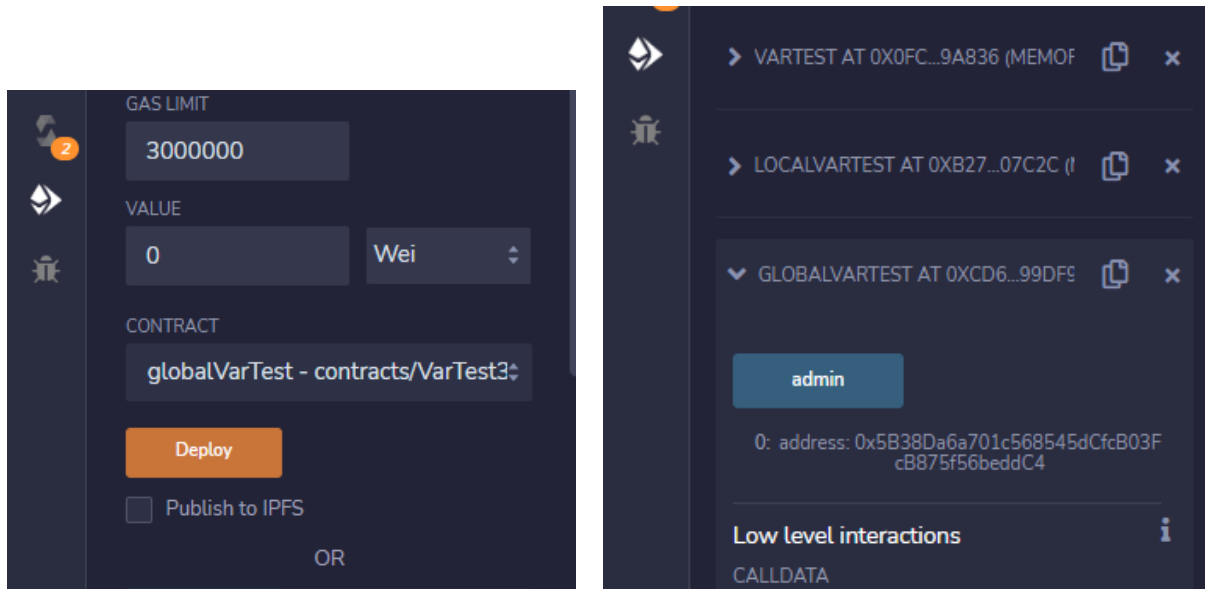 GAS LIMIT
2
3000000
VALUE
0
Wei
CONTRACT
globalVarTest - contracts/VarTest3
Deploy
Publish to IPFS
OR
VARTEST AT 0X0FC...9A836 (MEMOR
LOCALVARTEST AT 0XB27...07C2C (M
GLOBALVARTEST AT 0XCD6...99DF9
admin
0: address: 0x5B38Da6a701c568545dCfcB03F
cB875f56beddC4
Low level interactions
i
CALLDATA